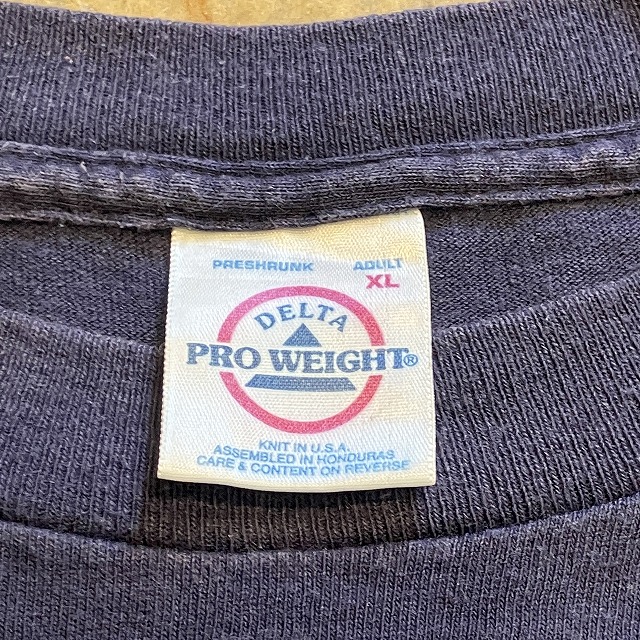 PRESHRUNK ADULT
XL
DELTA
PRO WEIGHT®
KNIT IN U.S.A.
ASSEMBLED IN HONDURAS
CARE & CONTENT ON REVERSE